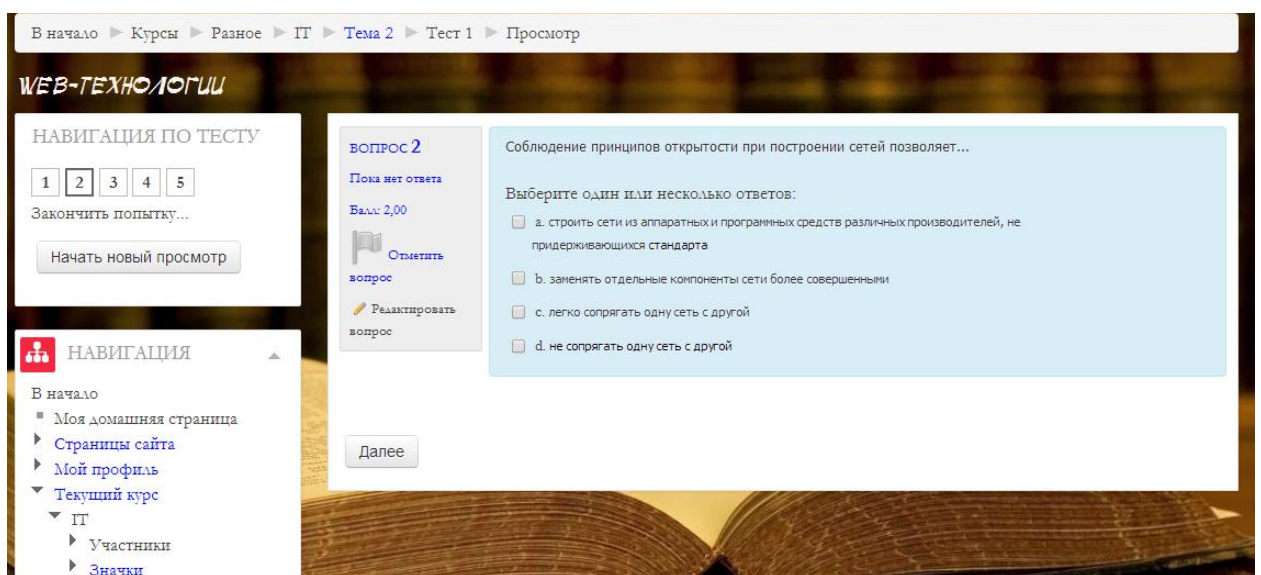 В начало ▶ Курсы ▶ Разное ▶ IT ▶ Тема 2 ▶ Тест 1 ▶ Просмотр
WEB-ТЕХНОЛОГИИ
НАВИГАЦИЯ ПО ТЕСТУ
1 2 3 4 5
Закончить попытку...
Начать новый просмотр
НАВИГАЦИЯ
В начало
Моя домашняя страница
Страницы сайта
Мой профиль
Текущий курс
IT
Участники
Значки
ВОПРОС 2
Пока нет ответа
Балл: 2,00
Отметить
вопрос
Редактировать
вопрос
Соблюдение принципов открытости при построении сетей позволяет...
Выберите один или несколько ответов:
a. строить сети из аппаратных и программных средств различных производителей, не
придерживающихся стандарта
b. заменять отдельные компоненты сети более совершенными
c. легко сопрягать одну сеть с другой
d. не сопрягать одну сеть с другой
Далее